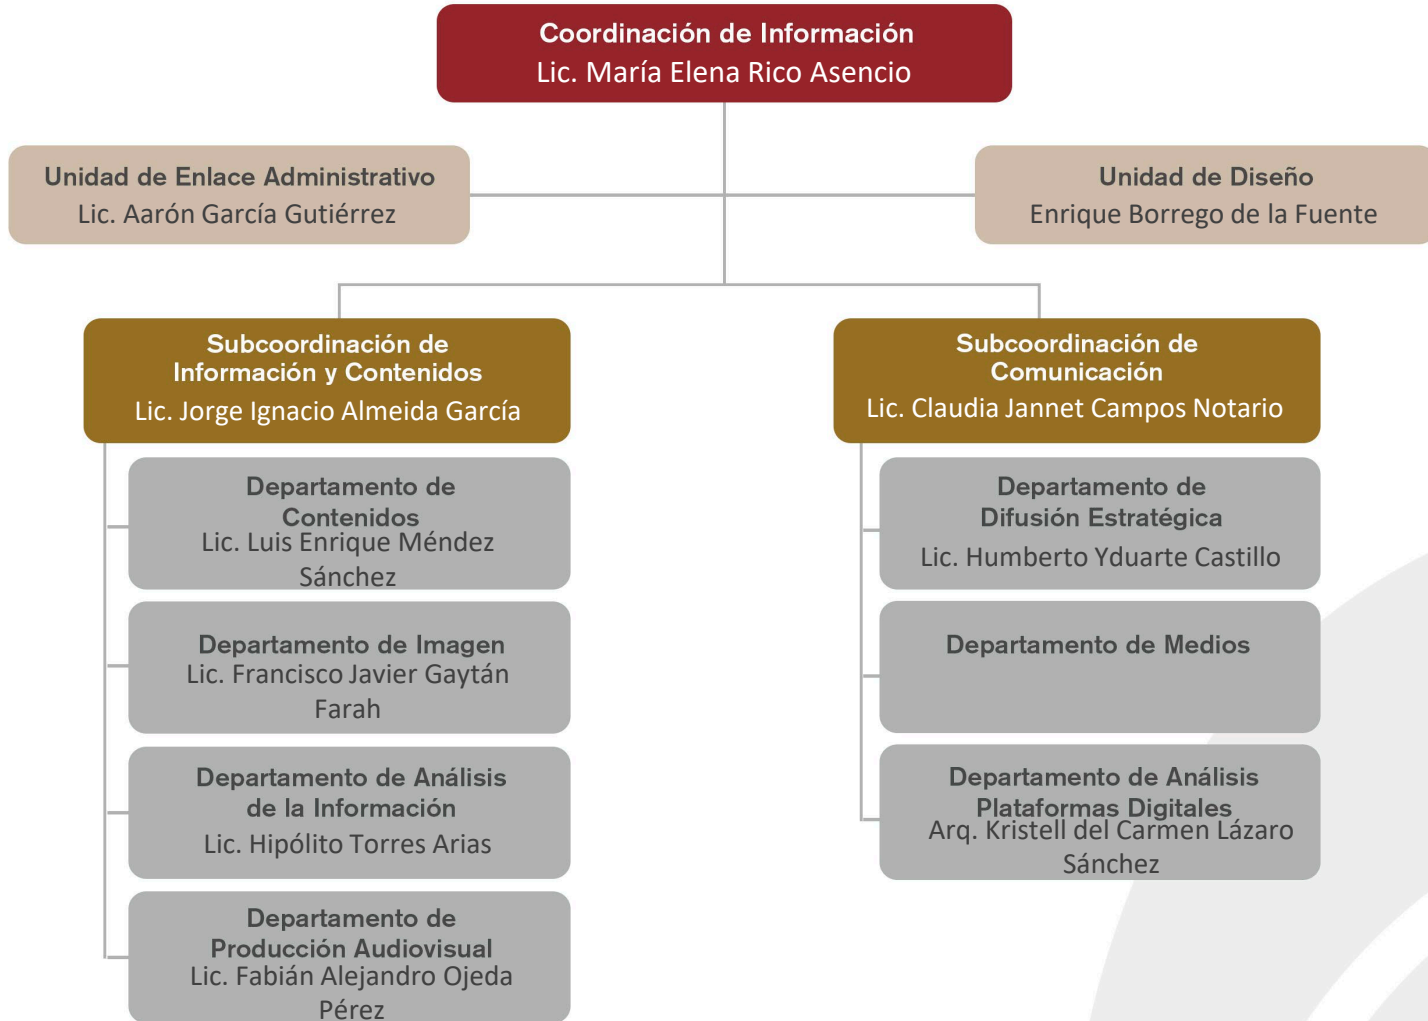 Coordinación de Información
Lic. María Elena Rico Asencio
Unidad de Enlace Administrativo
Lic. Aarón García Gutiérrez
Unidad de Diseño
Enrique Borrego de la Fuente
Subcoordinación de
Información y Contenidos
Lic. Jorge Ignacio Almeida García
Departamento de
Contenidos
Lic. Luis Enrique Méndez
Sánchez
Departamento de Imagen
Lic. Francisco Javier Gaytán
Farah
Departamento de Análisis
de la Información
Lic. Hipólito Torres Arias
Departamento de
Producción Audiovisual
Lic. Fabián Alejandro Ojeda
Pérez
Subcoordinación de
Comunicación
Lic. Claudia Jannet Campos Notario
Departamento de
Difusión Estratégica
Lic. Humberto Yduarte Castillo
Departamento de Medios
Departamento de Análisis
Plataformas Digitales
Arq. Kristell del Carmen Lázaro
Sánchez